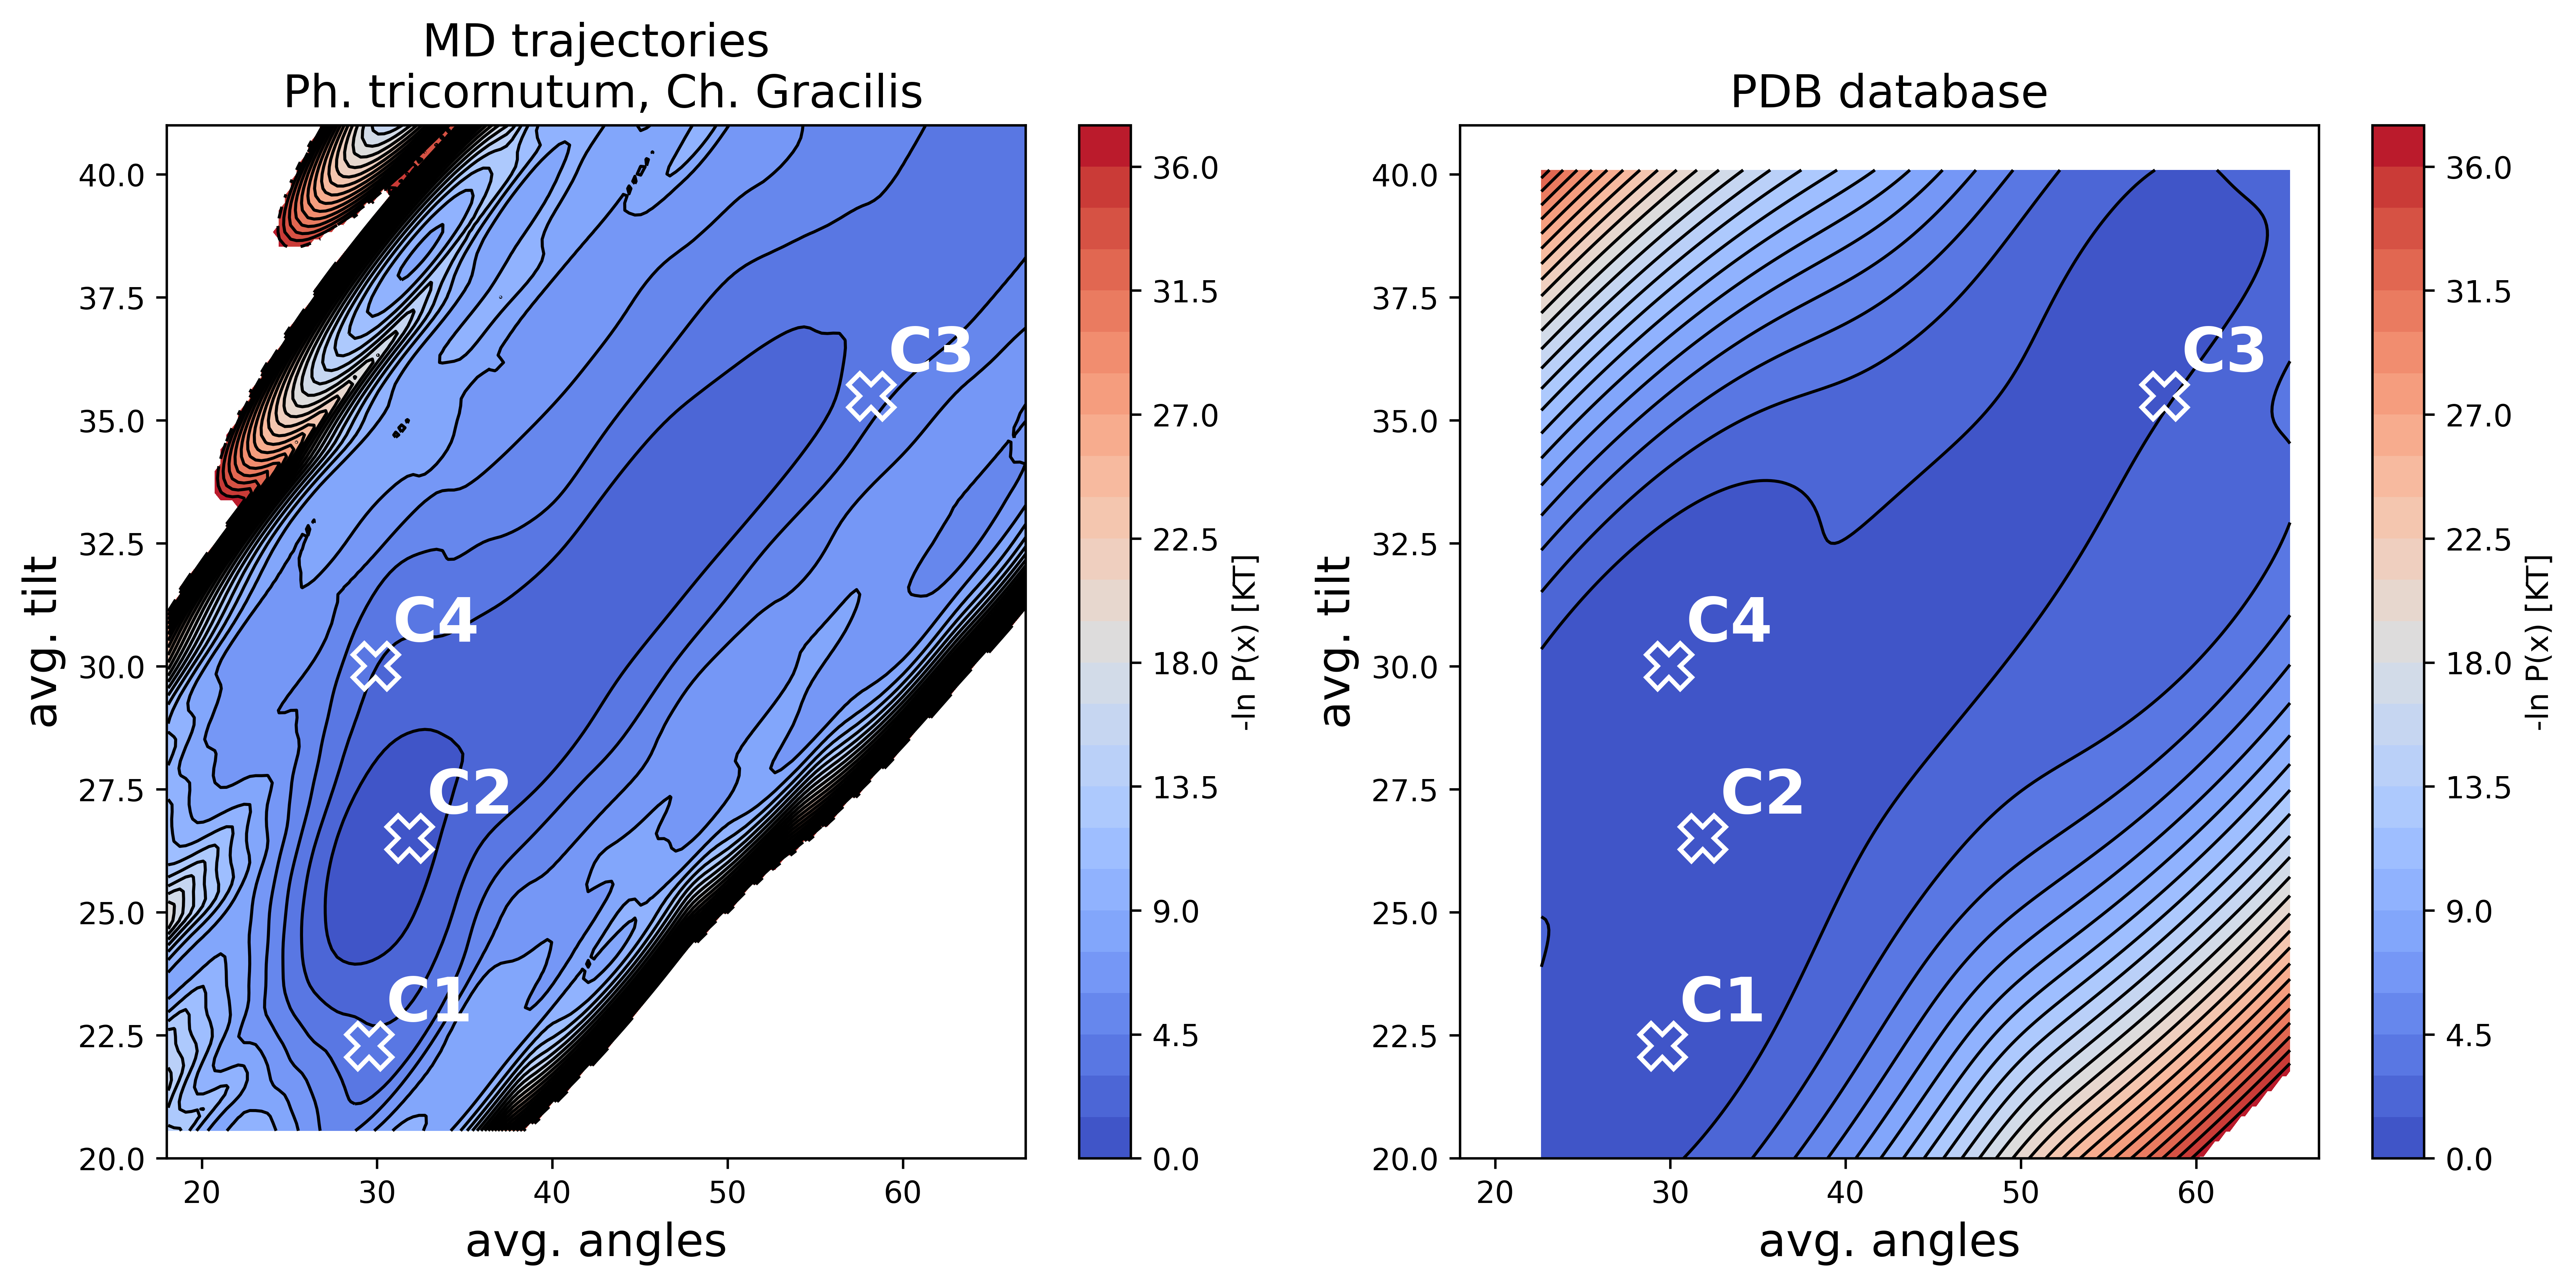 MD trajectories
Ph. tricornutum, Ch. Gracilis
avg. tilt
40.0
37.5
35.0
32.5
30.0
27.5
25.0
22.5
20.0
C3
C4
C2
C1
20
30
40
50
60
avg. angles
36.0
31.5
27.0
22.5
18.0
13.5
9.0
4.5
0.0
-ln P(x) [KT]
PDB database
avg. tilt
40.0
37.5
35.0
32.5
30.0
27.5
25.0
22.5
20.0
C3
C4
C2
C1
20
30
40
50
60
avg. angles
36.0
31.5
27.0
22.5
18.0
13.5
9.0
4.5
0.0
-ln P(x) [KT]